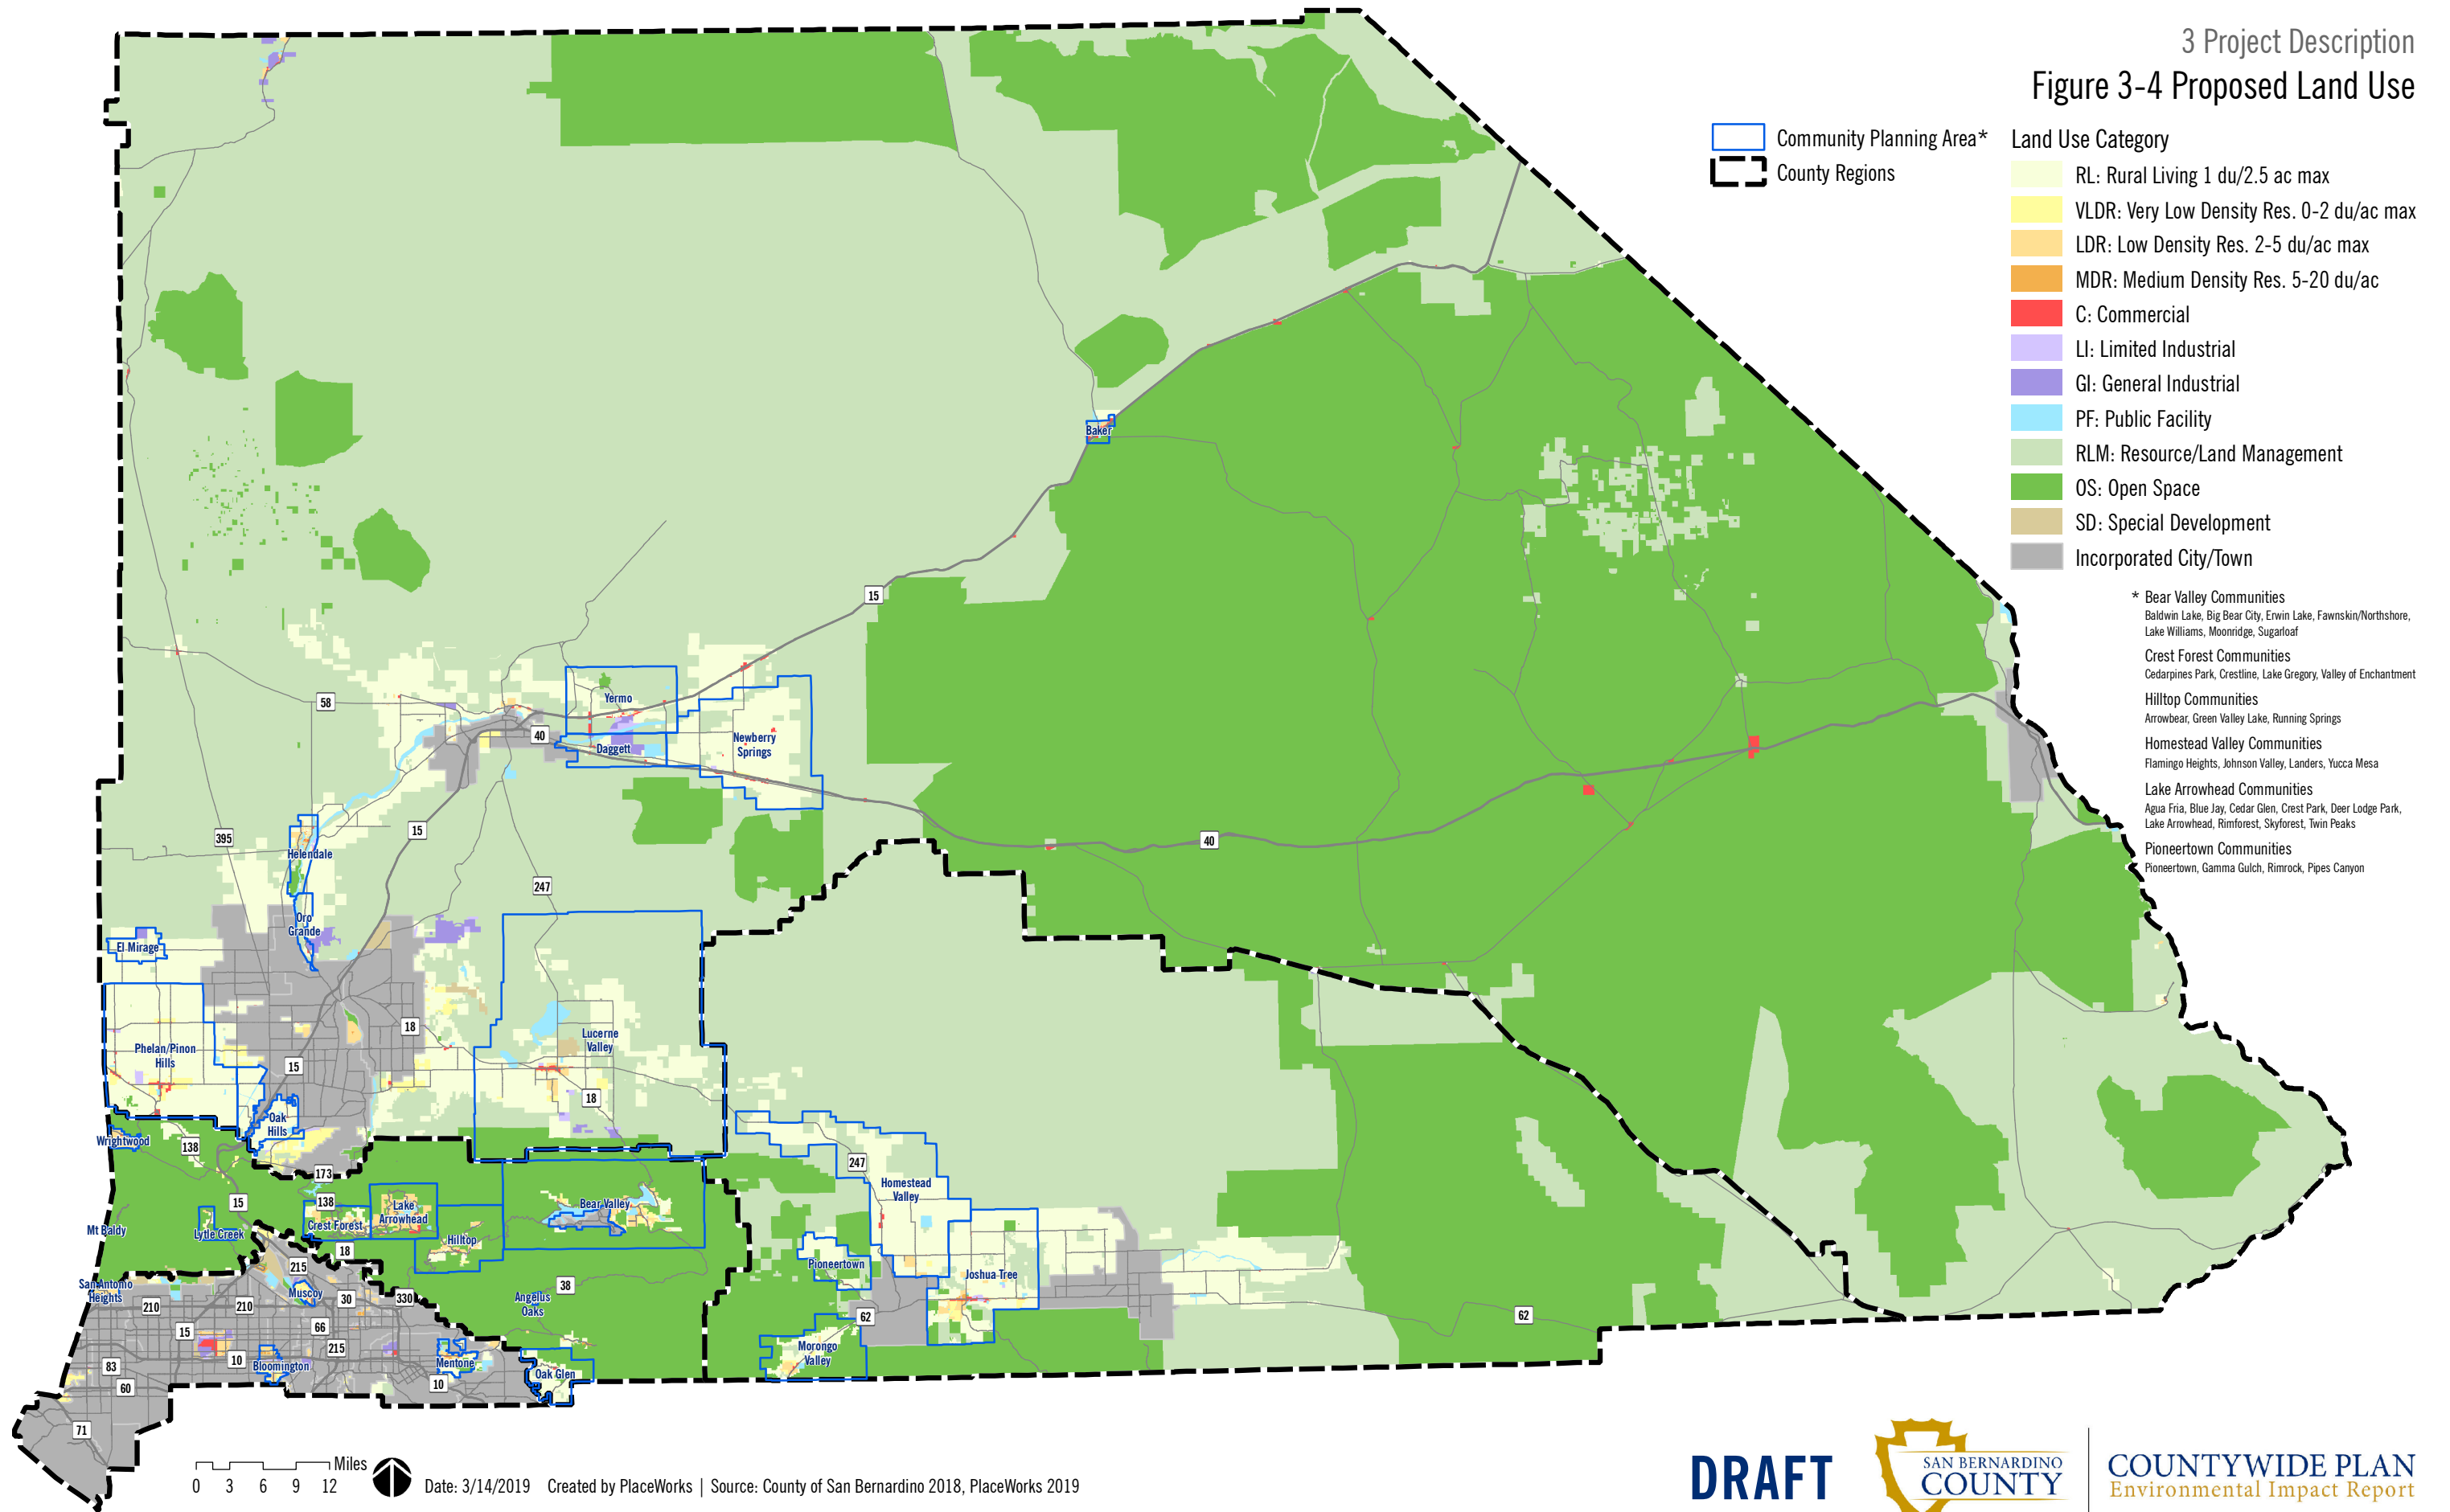 3 Project Description
Figure 3-4 Proposed Land Use
Community Planning Area*
County Regions
Land Use Category
RL: Rural Living 1 du/2.5 ac max
VLDR: Very Low Density Res. 0-2 du/ac max
LDR: Low Density Res. 2-5 du/ac max
MDR: Medium Density Res. 5-20 du/ac
C: Commercial
LI: Limited Industrial
GI: General Industrial
PF: Public Facility
RLM: Resource/Land Management
OS: Open Space
SD: Special Development
Incorporated City/Town
* Bear Valley Communities
Baldwin Lake, Big Bear City, Erwin Lake, Fawnskin/Northshore,
Lake Williams, Moonridge, Sugarloaf
Crest Forest Communities
Cedarpines Park, Crestline, Lake Gregory, Valley of Enchantment
Hilltop Communities
Arrowbear, Green Valley Lake, Running Springs
Homestead Valley Communities
Flamingo Heights, Johnson Valley, Landers, Yucca Mesa
Lake Arrowhead Communities
Agua Fria, Blue Jay, Cedar Glen, Crest Park, Deer Lodge Park,
Lake Arrowhead, Rimforest, Skyforest, Twin Peaks
Pioneertown Communities
Pioneertown, Gamma Gulch, Rimrock, Pipes Canyon
Baker
15
58
Yermo
40
Daggett
Newberry
Springs
395
15
40
Helendale
247
Oro
Grande
El Mirage
18
Lucerne
Valley
Phelan/Pinon
Hills
15
18
Oak
Hills
Wrightwood
138
173
247
Homestead
Valley
15
138
Lake
Arrowhead
Bear Valley
Mt Baldy
Lytle Creek
Crest Forest
Hilltop
18
Pioneertown
215
Joshua Tree
San Antonio
Heights
38
Muscoy
210
210
30
330
Angelus
Oaks
62
62
15
66
215
Morongo
Valley
83
10
Bloomington
Mentone
Oak Glen
60
10
71
Miles
0 3 6 9 12
Date: 3/14/2019 Created by PlaceWorks | Source: County of San Bernardino 2018, PlaceWorks 2019
DRAFT
SAN BERNARDINO
COUNTY
COUNTYWIDE PLAN
Environmental Impact Report